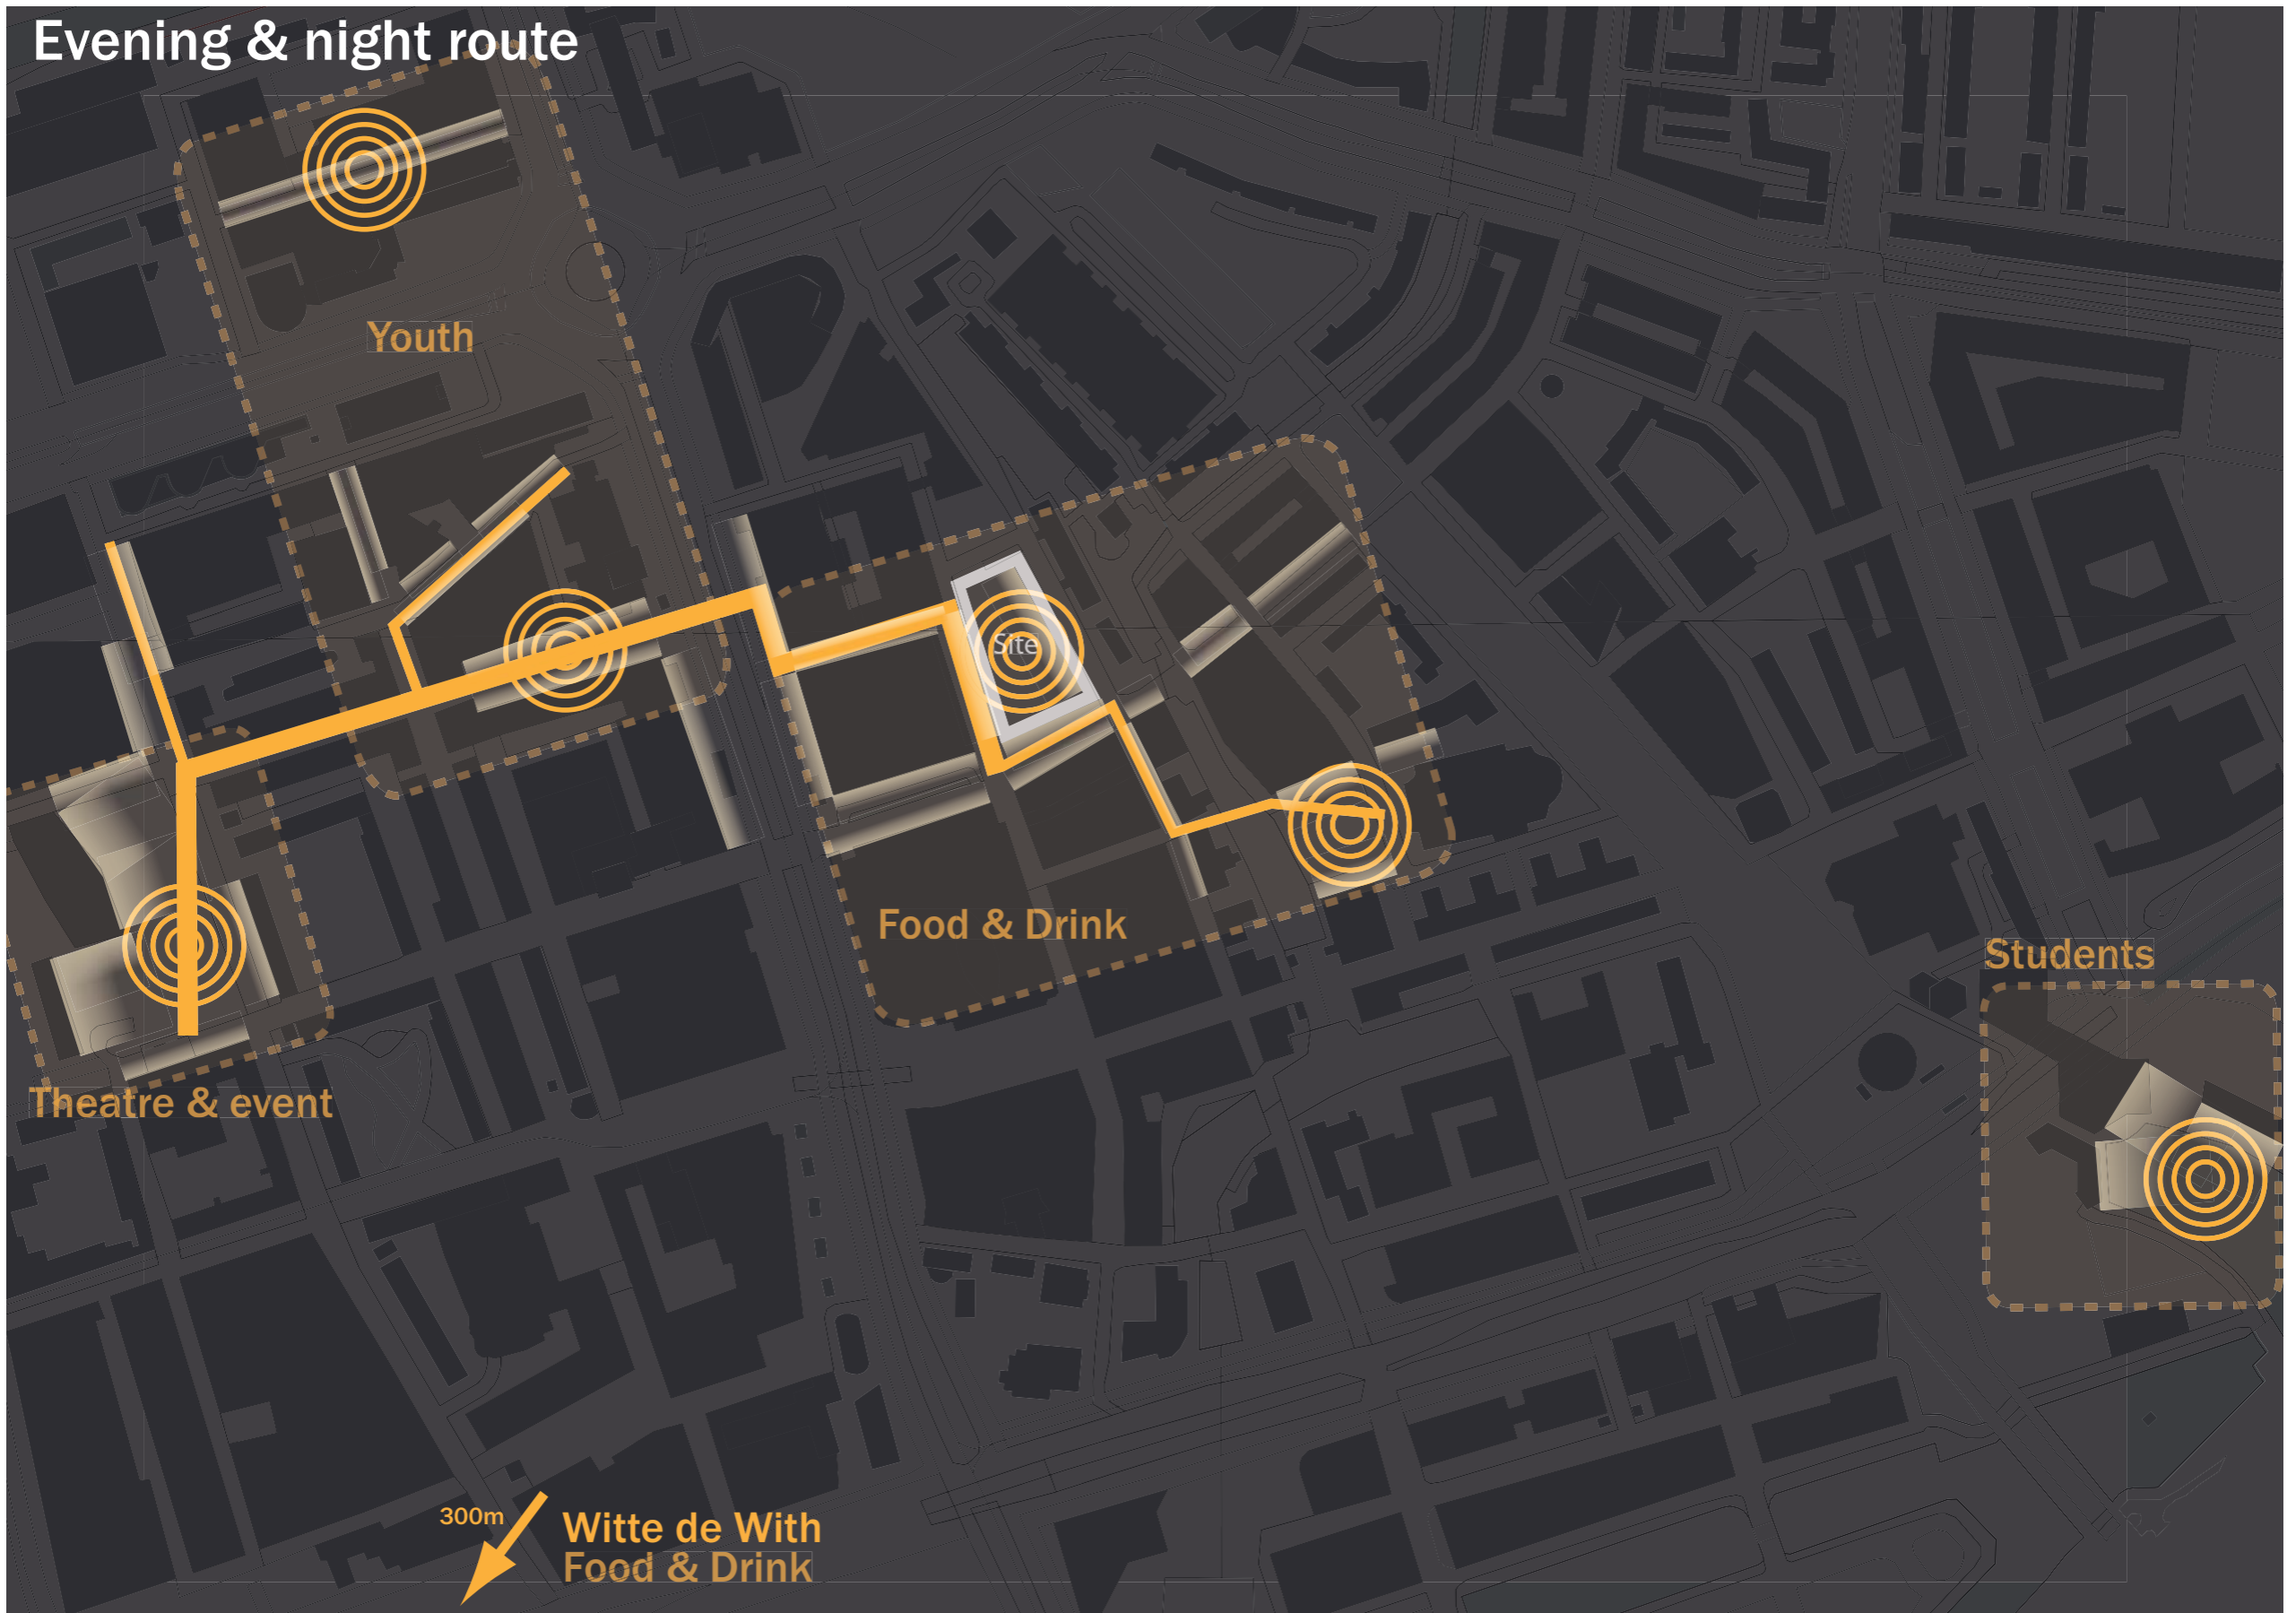 Evening & night route
Youth
Site
Food & Drink
Students
Theatre & event
300m
Witte de With
Food & Drink